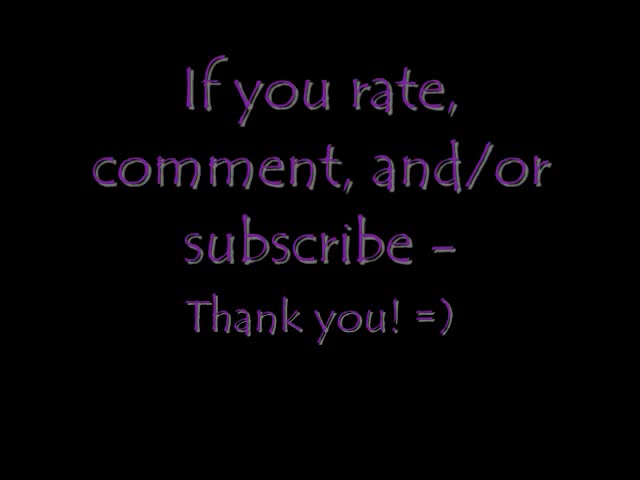 If you rate,
comment, and/or
subscribe -
Thank you! =)